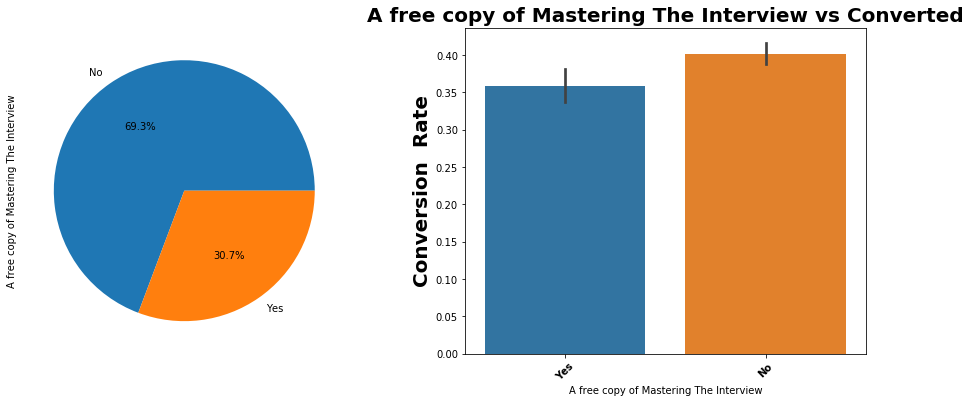 A free copy of Mastering The Interview
No
69.3%
30.7%
Yes
A free copy of Mastering The Interview vs Converted
Conversion  Rate
0.40
0.35
0.30
0.25
0.20
0.15
0.10
0.05
0.00
Yes
No
A free copy of Mastering The Interview